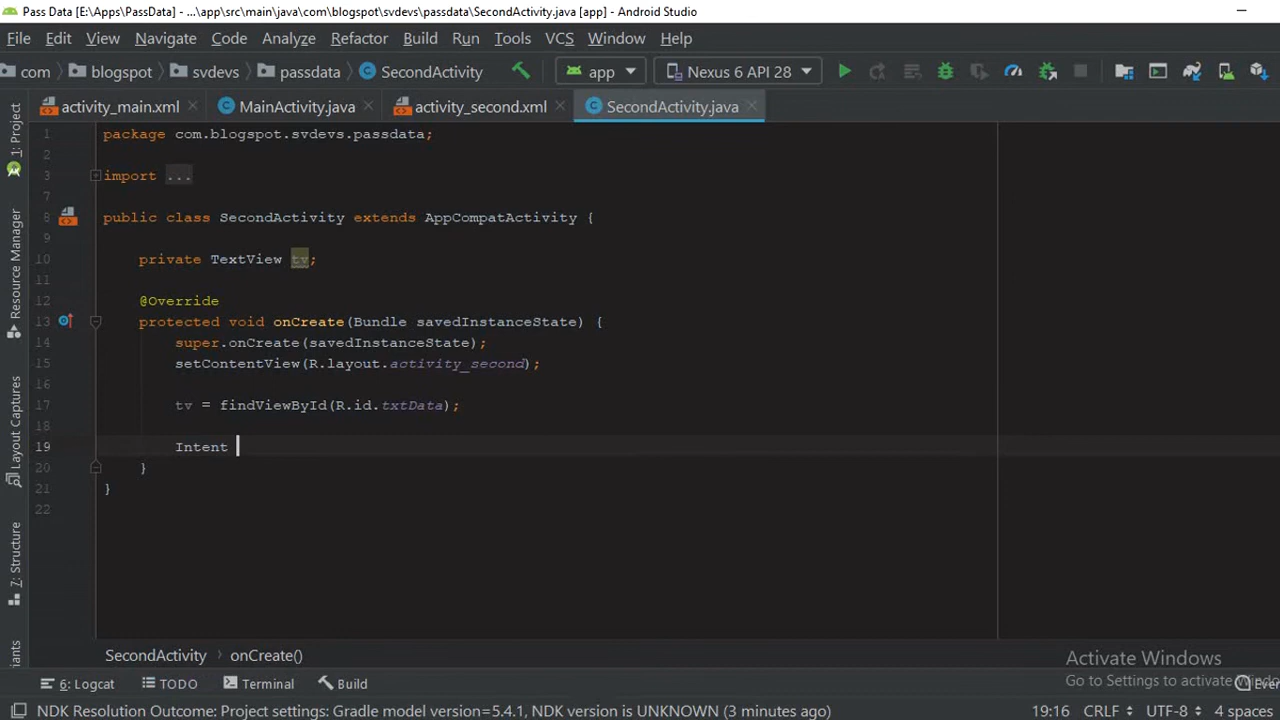 Pass Data [E:\Apps\PassData] - ...\app\src\main\java\com\blogspot\svdevs\passdata\SecondActivity.java [app] - Android Studio
File Edit View Navigate Code Analyze Refactor Build Run Tools VCS Window Help
com blogspot svdevs passdata SecondActivity app Nexus 6 API 28
activity_main.xml MainActivity.java activity_second.xml SecondActivity.java
1 package com.blogspot.svdevs.passdata;
2
3 import ...
7
8 public class SecondActivity extends AppCompatActivity {
9
10 private TextView tv;
11
12 @Override
13 protected void onCreate(Bundle savedInstanceState) {
14 super.onCreate(savedInstanceState);
15 setContentView(R.layout.activity_second);
16
17 tv = findViewById(R.id.txtData);
18
19 Intent
20 }
21 }
22
1: Project
Resource Manager
Layout Captures
7: Structure
SecondActivity onCreate()
Activate Windows
Go to Settings to activate
6: Logcat TODO Terminal Build
NDK Resolution Outcome: Project settings: Gradle model version=5.4.1, NDK version is UNKNOWN (3 minutes ago) 19:16 CRLF UTF-8 4 spaces